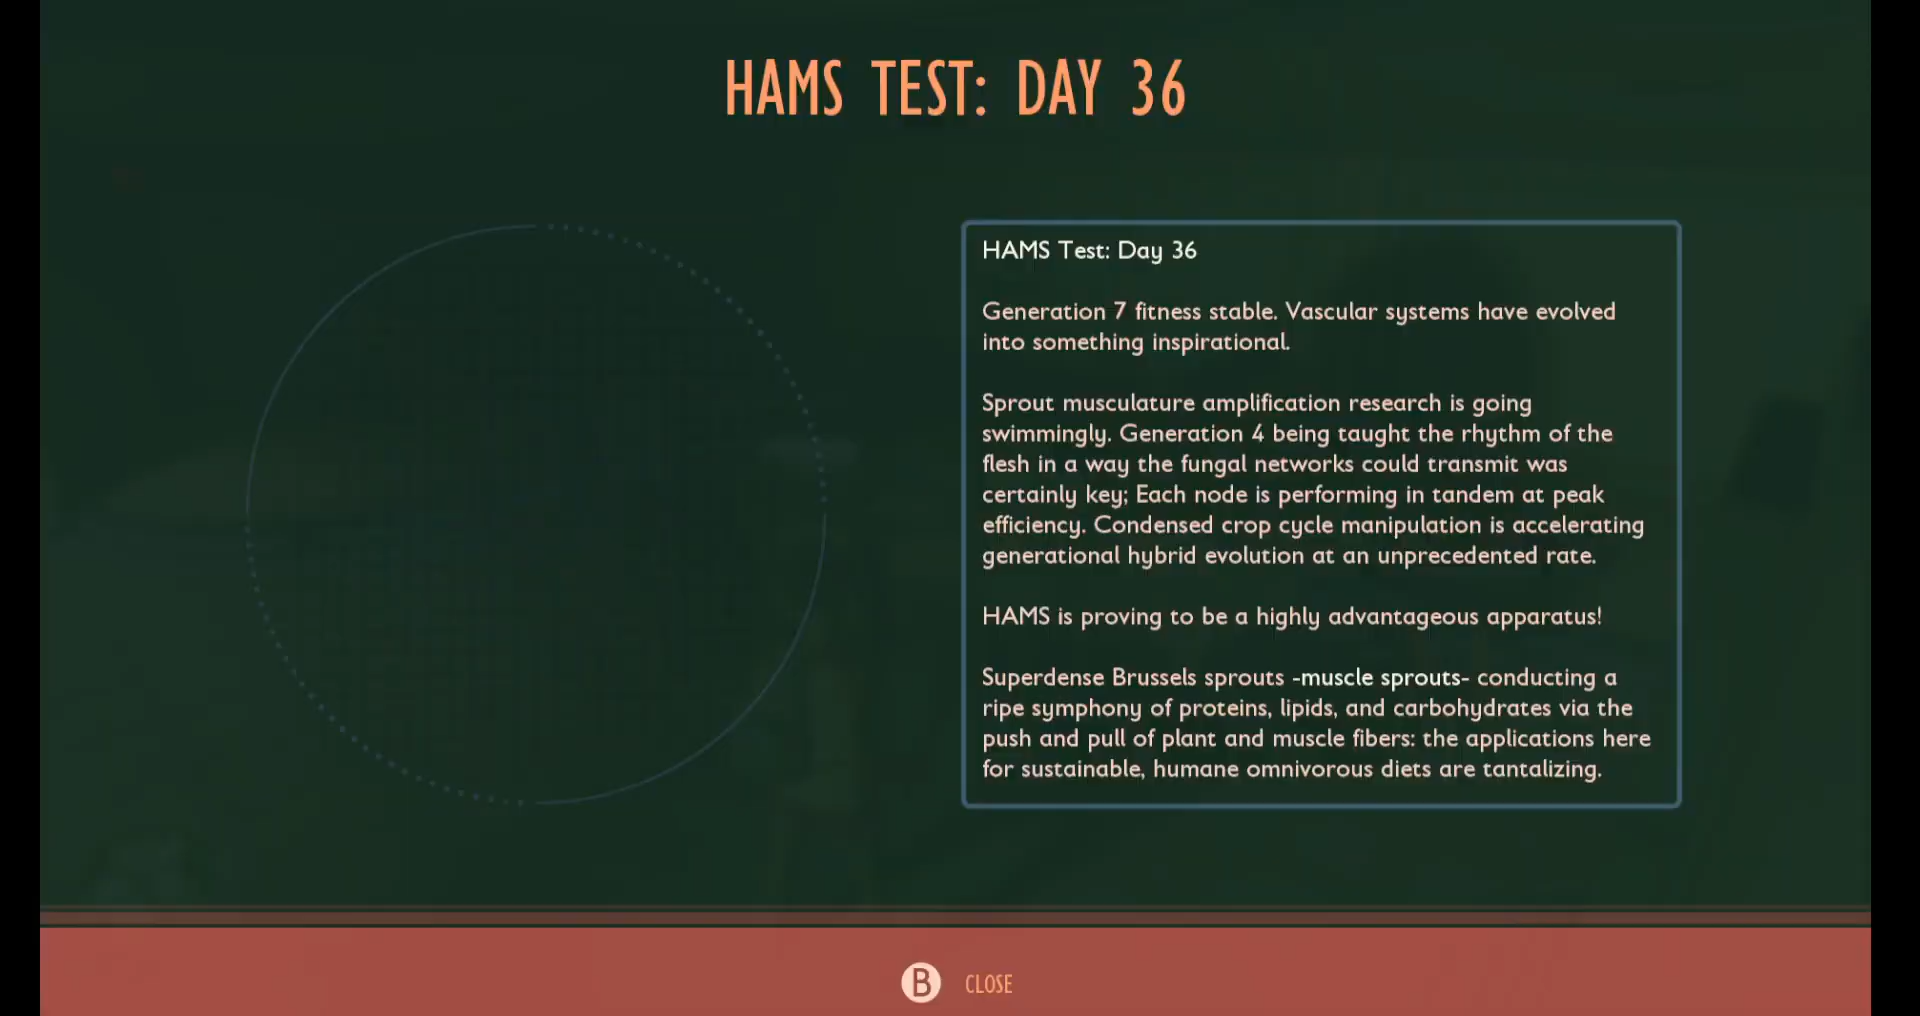 HAMS TEST: DAY 36
HAMS Test: Day 36
Generation 7 fitness stable. Vascular systems have evolved
into something inspirational.
Sprout musculature amplification research is going
swimmingly. Generation 4 being taught the rhythm of the
flesh in a way the fungal networks could transmit was
certainly key; Each node is performing in tandem at peak
efficiency. Condensed crop cycle manipulation is accelerating
generational hybrid evolution at an unprecedented rate.
HAMS is proving to be a highly advantageous apparatus!
Superdense Brussels sprouts -muscle sprouts- conducting a
ripe symphony of proteins, lipids, and carbohydrates via the
push and pull of plant and muscle fibers: the applications here
for sustainable, humane omnivorous diets are tantalizing.
B CLOSE